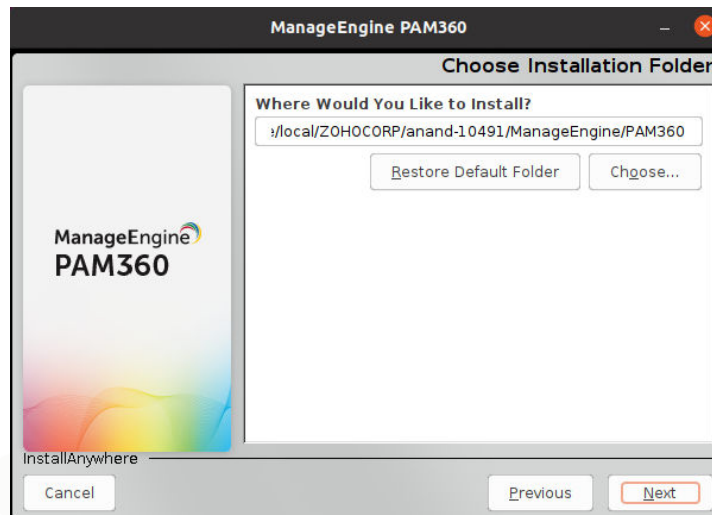 ManageEngine PAM360
Choose Installation Folder
Where Would You Like to Install?
/local/ZOHOCORP/anand-10491/ManageEngine/PAM360
Restore Default Folder
Choose...
ManageEngine
PAM360
InstallAnywhere
Cancel
Previous
Next